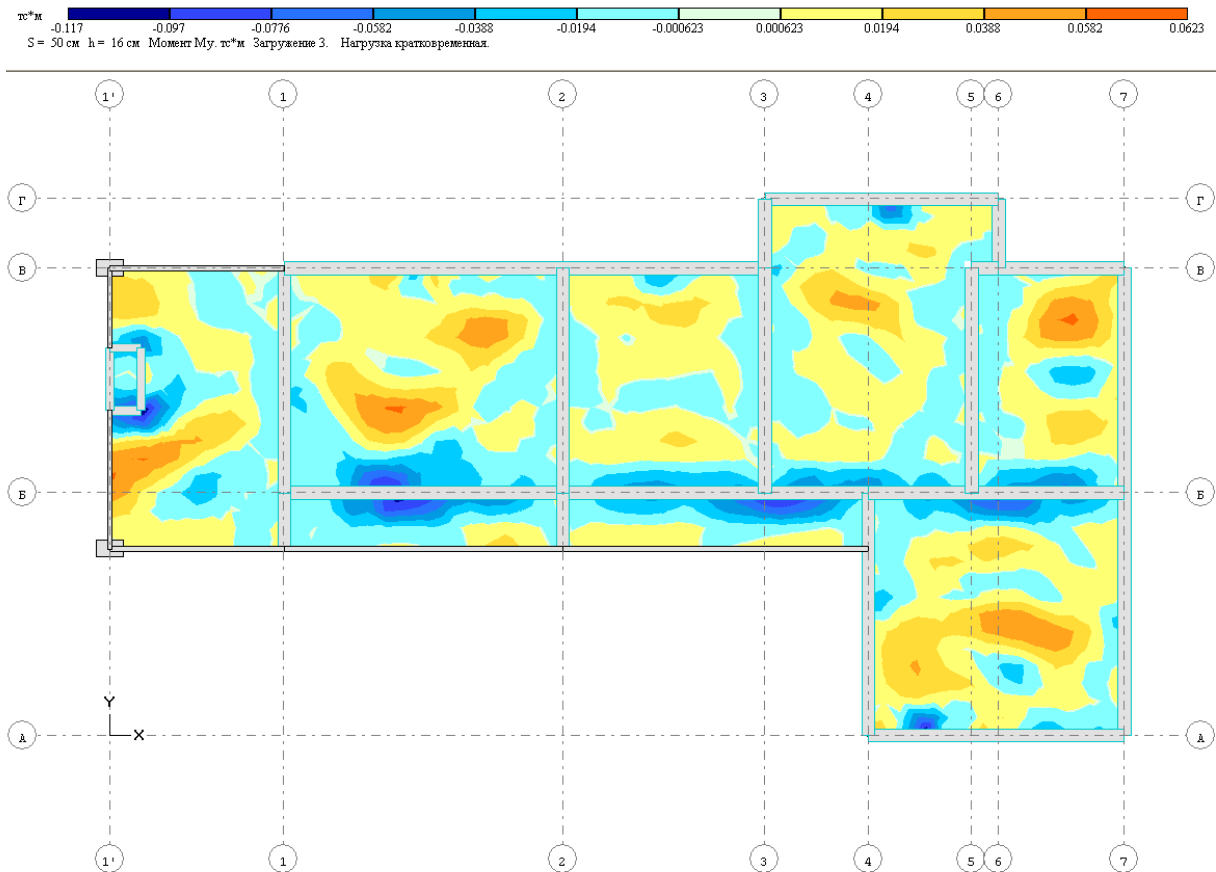 тс*м
-0.117 -0.097 -0.0776 -0.0582 -0.0388 -0.0194 -0.000623 0.000623 0.0194 0.0388 0.0582 0.0623
S = 50 см h = 16 см Момент My. тс*м Загружение 3. Нагрузка кратковременная.
1' 1 2 3 4 5 6 7
Г Г
В В
Б Б
Y
X
А А
1' 1 2 3 4 5 6 7